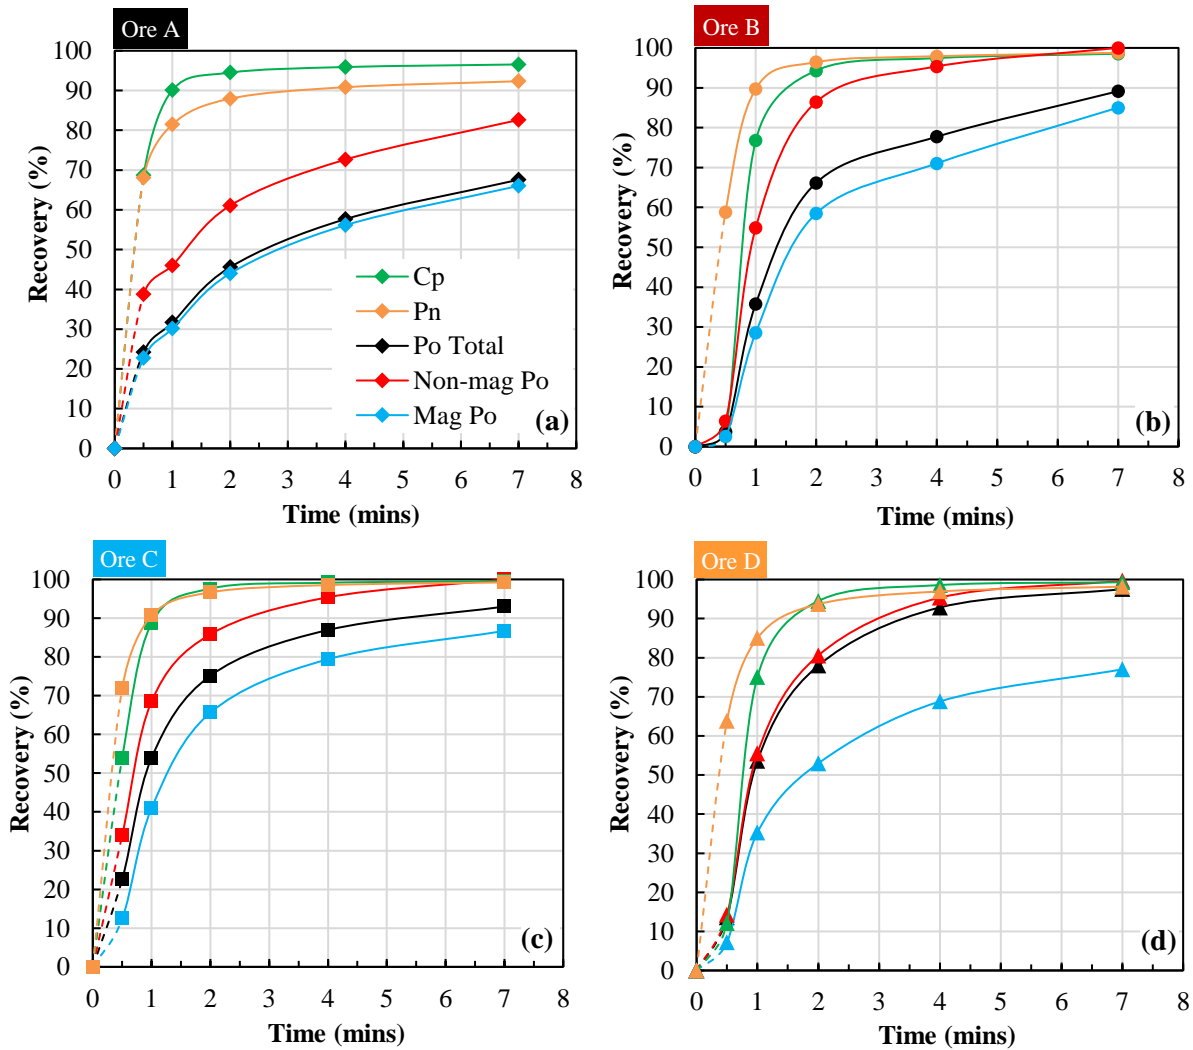 Ore A
100
90
80
70
60
50
40
30
20
10
0
Recovery (%)
Cp
Pn
Po Total
Non-mag Po
Mag Po
(a)
0 1 2 3 4 5 6 7 8
Time (mins)
Ore B
100
90
80
70
60
50
40
30
20
10
0
Recovery (%)
(b)
0 1 2 3 4 5 6 7 8
Time (mins)
Ore C
100
90
80
70
60
50
40
30
20
10
0
Recovery (%)
(c)
0 1 2 3 4 5 6 7 8
Time (mins)
Ore D
100
90
80
70
60
50
40
30
20
10
0
Recovery (%)
(d)
0 1 2 3 4 5 6 7 8
Time (mins)